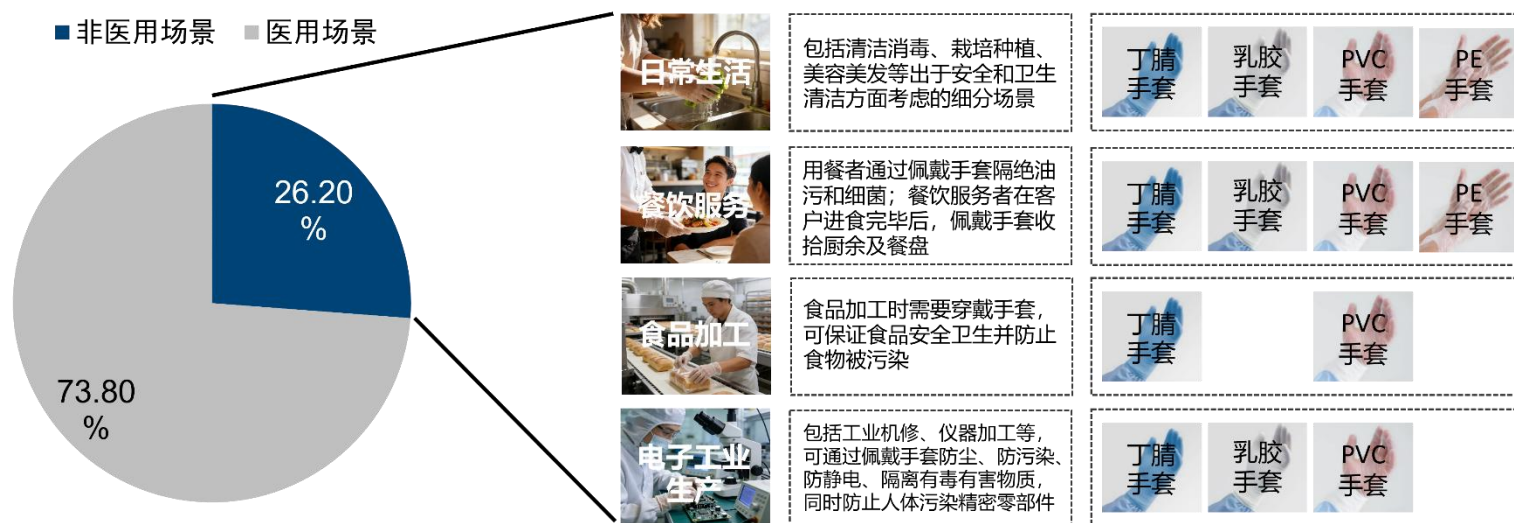 非医用场景 医用场景
26.20
%
73.80
%
日常生活
包括清洁消毒、栽培种植、
美容美发等出于安全和卫生
清洁方面考虑的细分场景
丁腈
手套
乳胶
手套
PVC
手套
PE
手套
餐饮服务
用餐者通过佩戴手套隔绝油
污和细菌；餐饮服务者在客
户进食完毕后，佩戴手套收
拾厨余及餐盘
丁腈
手套
乳胶
手套
PVC
手套
PE
手套
食品加工
食品加工时需要穿戴手套，
可保证食品安全卫生并防止
食物被污染
丁腈
手套
PVC
手套
电子工业
生产
包括工业机修、仪器加工等，
可通过佩戴手套防尘、防污染、
防静电、隔离有毒有害物质，
同时防止人体污染精密零部件
丁腈
手套
乳胶
手套
PVC
手套